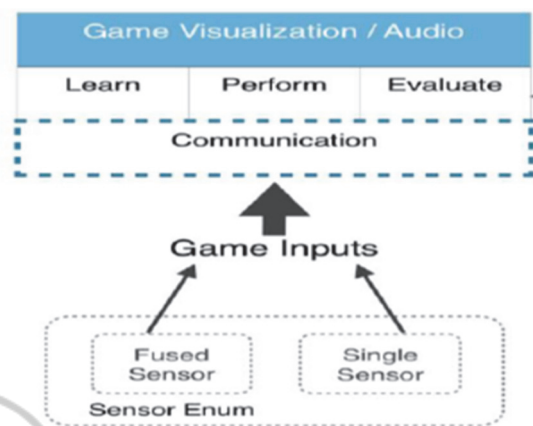 Game Visualization / Audio
Learn Perform Evaluate
Communication
Game Inputs
Fused Single
Sensor Sensor
Sensor Enum